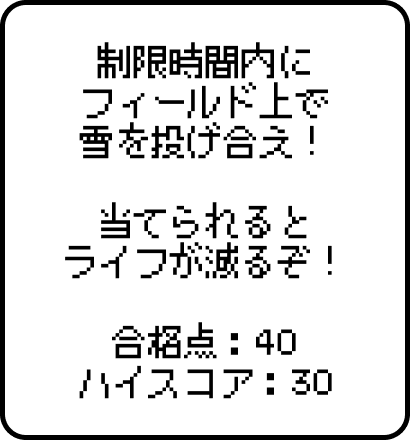 制限時間内に
フィールド上で
雪を投げ合え！
当てられると
ライフが減るぞ！
合格点：40
ハイスコア：30